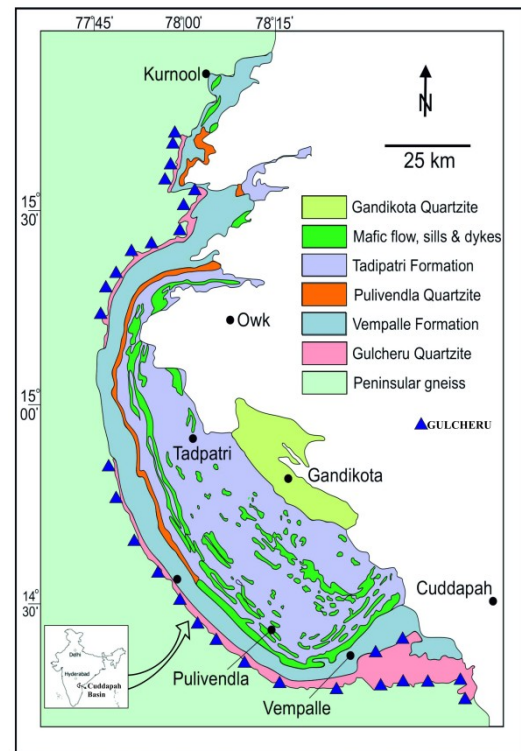 77°45' 78°00' 78°15'
Kurnool
N
25 km
15°
30'
Gandikota Quartzite
Mafic flow, sills & dykes
Tadipatri Formation
Pulivendla Quartzite
Vempalle Formation
Gulcheru Quartzite
Peninsular gneiss
GULCHERU
Owk
15°
00'
Tadpatri
Gandikota
14°
30'
Cuddapah
Delhi
Hyderabad
Cuddapah
Basin
Pulivendla
Vempalle